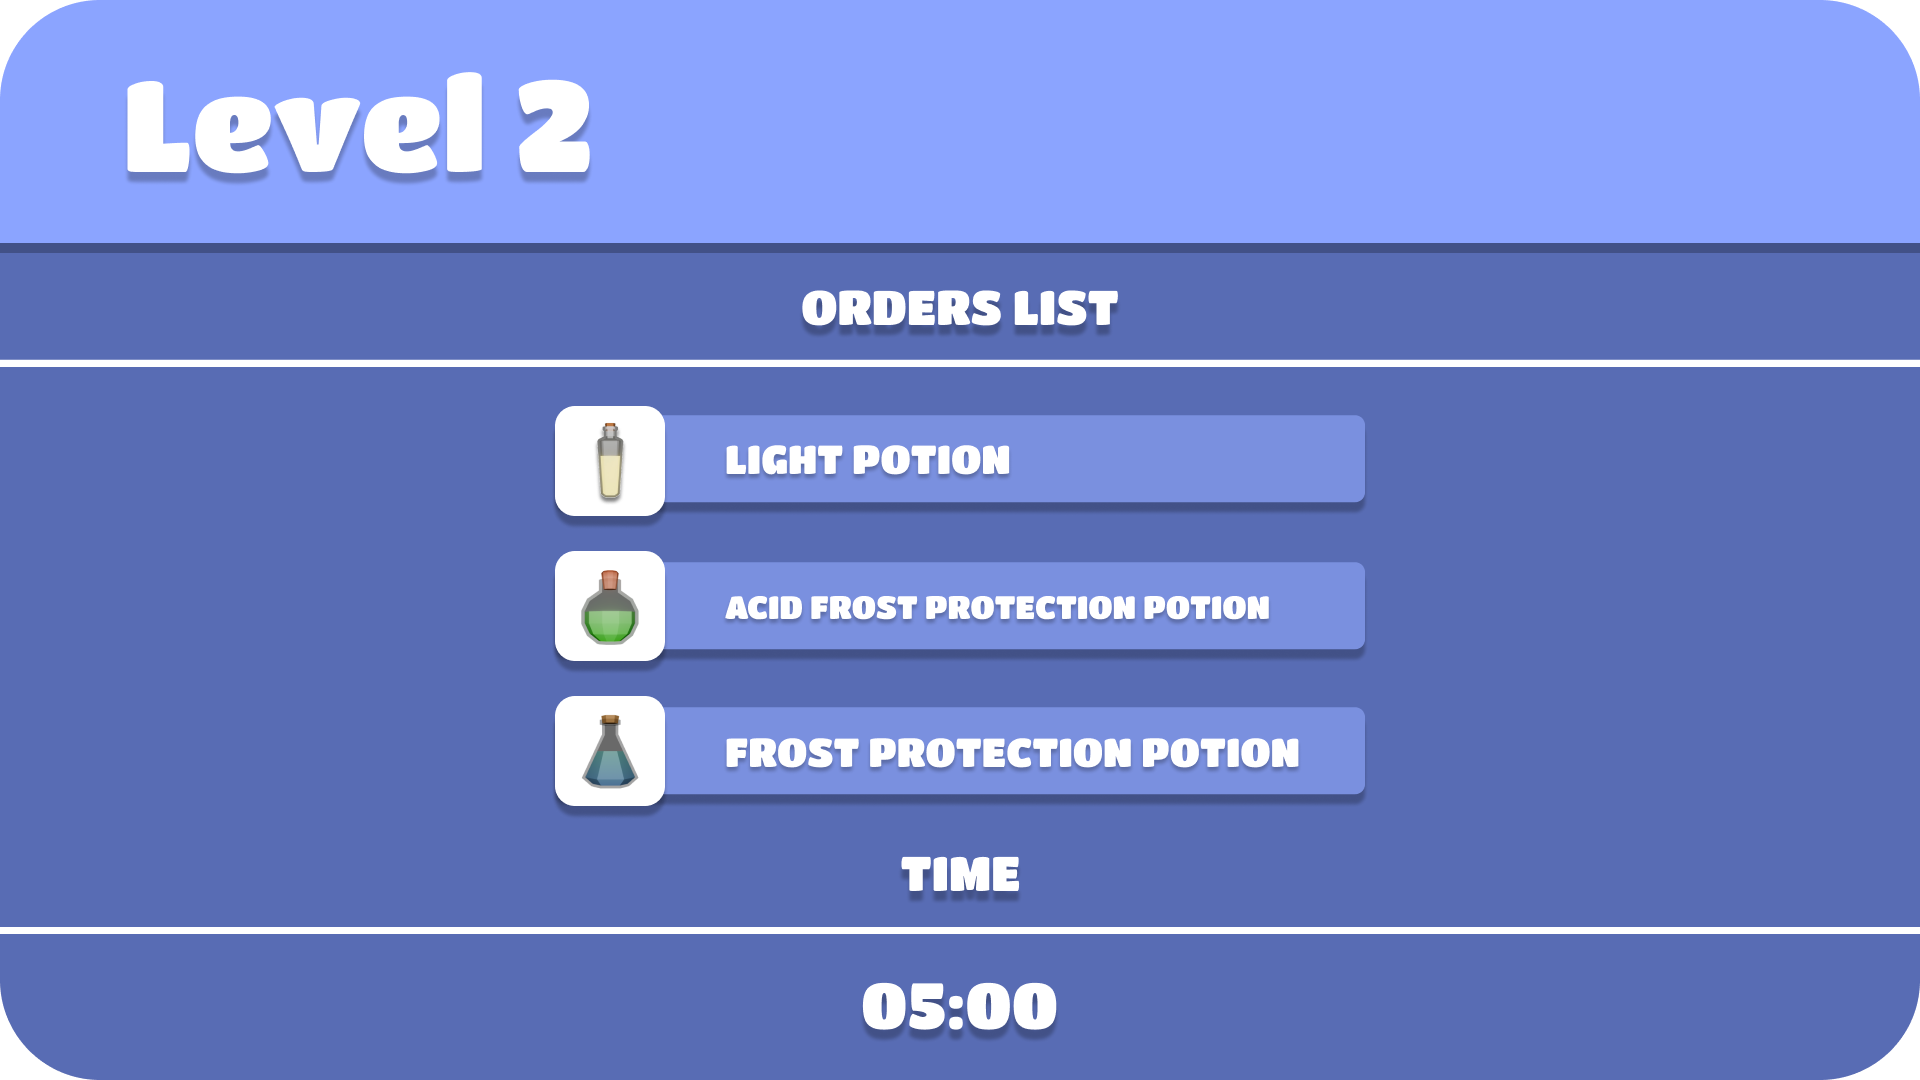 Level 2
ORDERS LIST
LIGHT POTION
ACID FROST PROTECTION POTION
FROST PROTECTION POTION
TIME
05:00